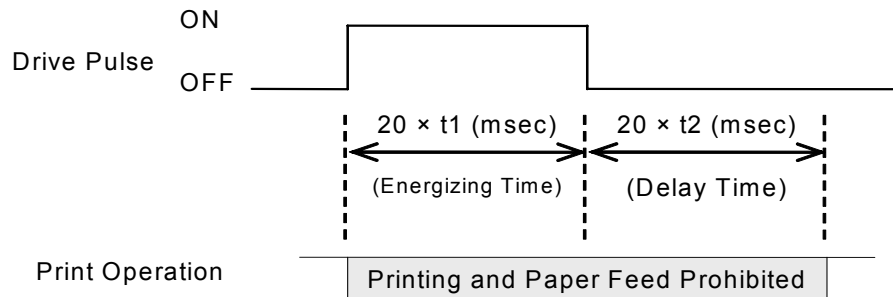 ON
Drive Pulse
OFF
20 × t1 (msec)
20 × t2 (msec)
(Energizing Time)
(Delay Time)
Print Operation
Printing and Paper Feed Prohibited